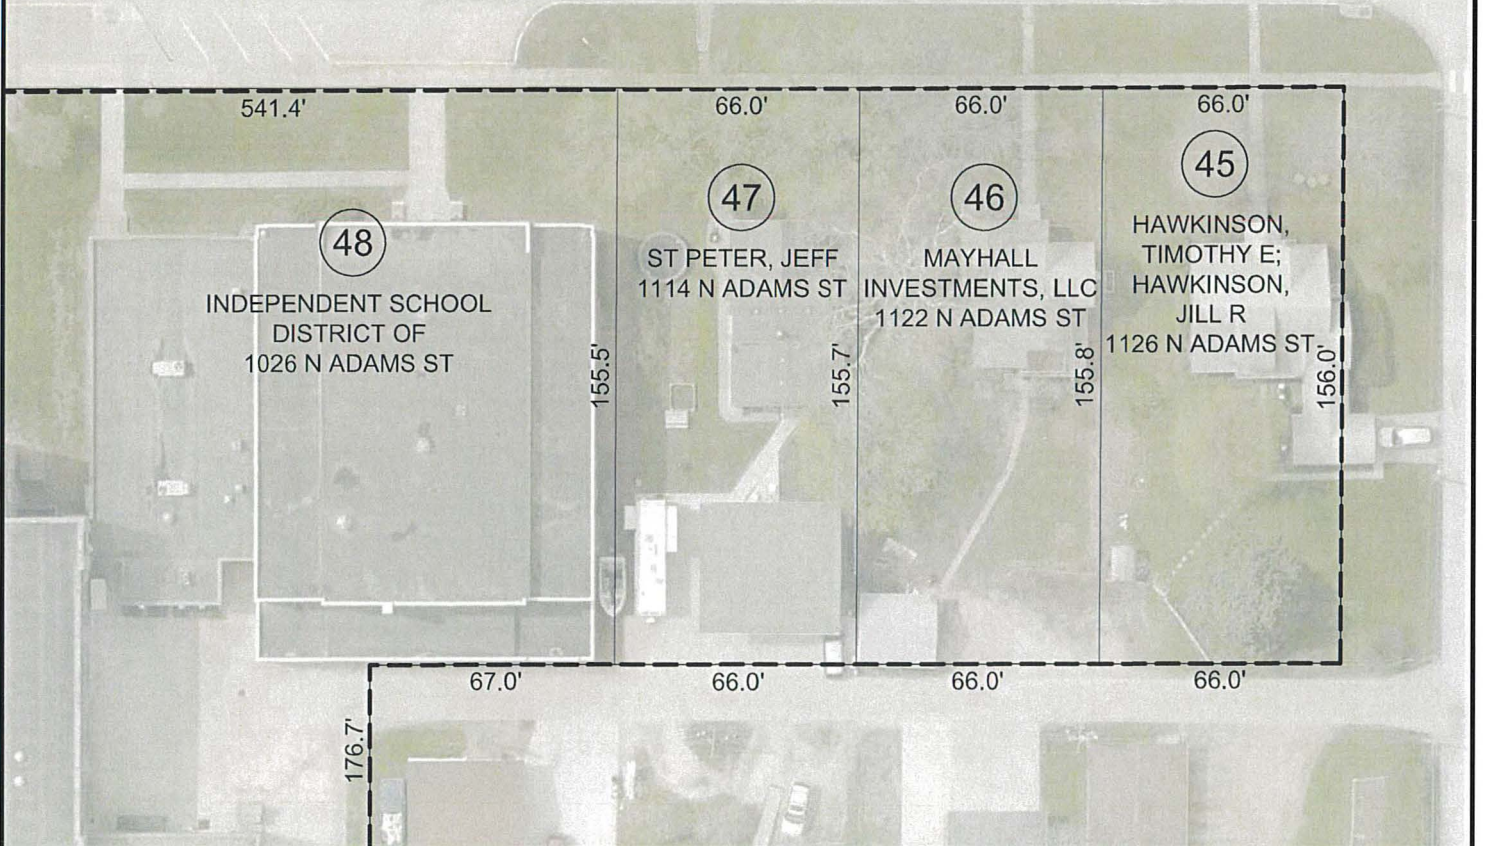 541.4'
66.0'
66.0'
66.0'
48
INDEPENDENT SCHOOL
DISTRICT OF
1026 N ADAMS ST
155.5'
47
ST PETER, JEFF
1114 N ADAMS ST
155.7'
46
MAYHALL
INVESTMENTS, LLC
1122 N ADAMS ST
155.8'
45
HAWKINSON,
TIMOTHY E;
HAWKINSON,
JILL R
1126 N ADAMS ST
156.0'
67.0'
66.0'
66.0'
66.0'
176.7'